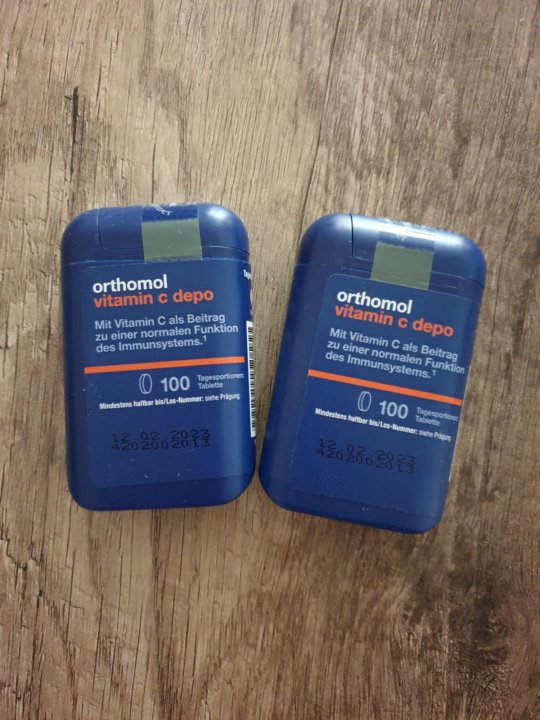 orthomol
vitamin c depo
Mit Vitamin C als Beitrag
zu einer normalen Funktion
des Immunsystems.¹
100 Tagesportionen:
Tablette
Mindestens haltbar bis/Los-Nummer: siehe Prägung
12.02.2023
42020013
orthomol
vitamin c depo
Mit Vitamin C als Beitrag
zu einer normalen Funktion
des Immunsystems.¹
100 Tagesportionen:
Tablette
Mindestens haltbar bis/Los-Nummer: siehe Prägung
12.02.2023
42020013